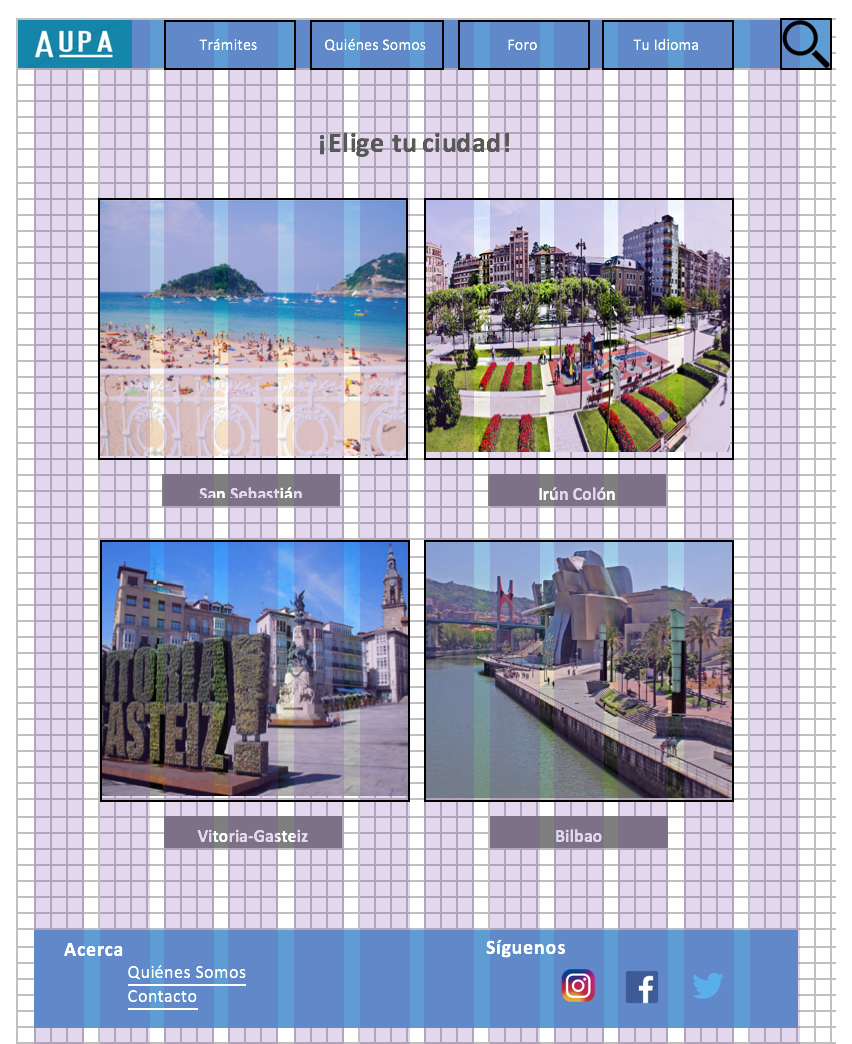 AUPA
Trámites
Quiénes Somos
Foro
Tu Idioma
¡Elige tu ciudad!
San Sebastián
Irún Colón
ITORIA
GASTEIZ
Vitoria-Gasteiz
Bilbao
Acerca
Síguenos
Quiénes Somos
Contacto